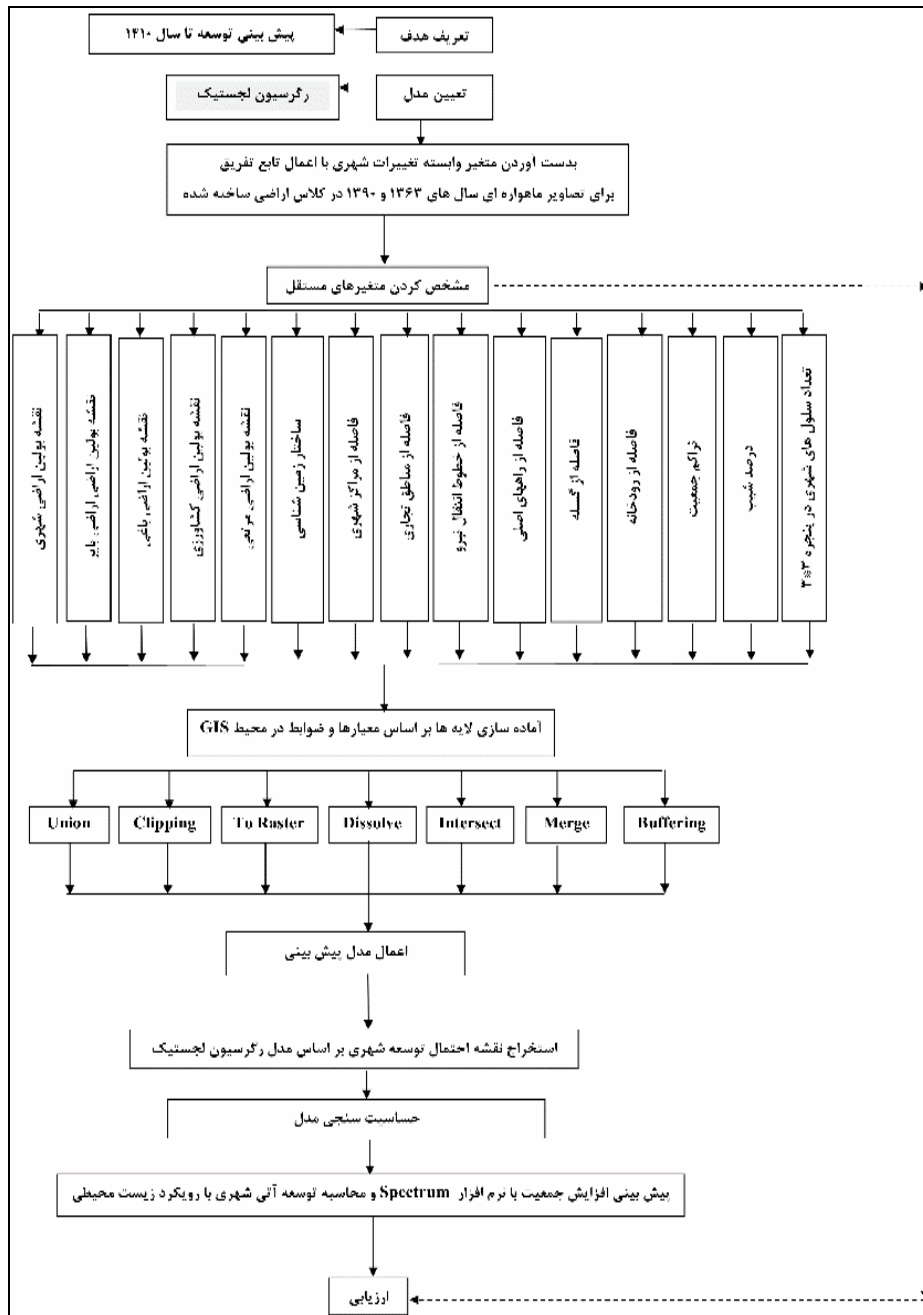 تعریف هدف
پیش بینی توسعه تا سال ۱۴۱۰
تعیین مدل
رگرسیون لجستیک
بدست آوردن متغیر وابسته تغییرات شهری با اعمال تابع تفریق
برای تصاویر ماهواره ای سال های ۱۳۶۳ و ۱۳۹۰ در کلاس اراضی ساخته شده
مشخص کردن متغیرهای مستقل
تعداد سلول های شهری در پنجره ۳*۳
درصد شیب
تراکم جمعیت
فاصله از رودخانه
فاصله از گسله
فاصله از راههای اصلی
فاصله از خطوط انتقال نیرو
فاصله از مناطق تجاری
فاصله از مراکز شهری
ساختار زمین شناسی
نقشه بولین اراضی مرتعی
نقشه بولین اراضی کشاورزی
نقشه بولین اراضی باغی
نقشه بولین اراضی اراضی بایر
نقشه بولین اراضی شهری
آماده سازی لایه ها بر اساس معیارها و ضوابط در محیط GIS
Union
Clipping
To Raster
Dissolve
Intersect
Merge
Buffering
اعمال مدل پیش بینی
استخراج نقشه احتمال توسعه شهری بر اساس مدل رگرسیون لجستیک
حساسیت سنجی مدل
پیش بینی افزایش جمعیت با نرم افزار Spectrum و محاسبه توسعه آتی شهری با رویکرد زیست محیطی
ارزیابی